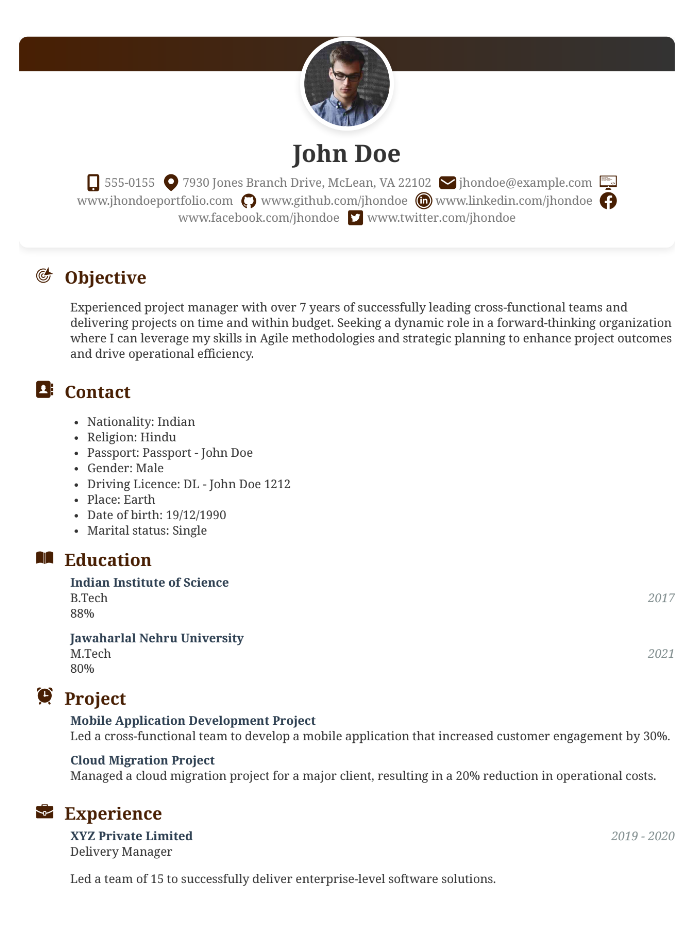 John Doe
555-0155 7930 Jones Branch Drive, McLean, VA 22102 jhondoe@example.com
www.jhondoeportfolio.com www.github.com/jhondoe www.linkedin.com/jhondoe
www.facebook.com/jhondoe www.twitter.com/jhondoe
Objective
Experienced project manager with over 7 years of successfully leading cross-functional teams and
delivering projects on time and within budget. Seeking a dynamic role in a forward-thinking organization
where I can leverage my skills in Agile methodologies and strategic planning to enhance project outcomes
and drive operational efficiency.
Contact
• Nationality: Indian
• Religion: Hindu
• Passport: Passport - John Doe
• Gender: Male
• Driving Licence: DL - John Doe 1212
• Place: Earth
• Date of birth: 19/12/1990
• Marital status: Single
Education
Indian Institute of Science
B.Tech 2017
88%
Jawaharlal Nehru University
M.Tech 2021
80%
Project
Mobile Application Development Project
Led a cross-functional team to develop a mobile application that increased customer engagement by 30%.
Cloud Migration Project
Managed a cloud migration project for a major client, resulting in a 20% reduction in operational costs.
Experience
XYZ Private Limited 2019 - 2020
Delivery Manager
Led a team of 15 to successfully deliver enterprise-level software solutions.